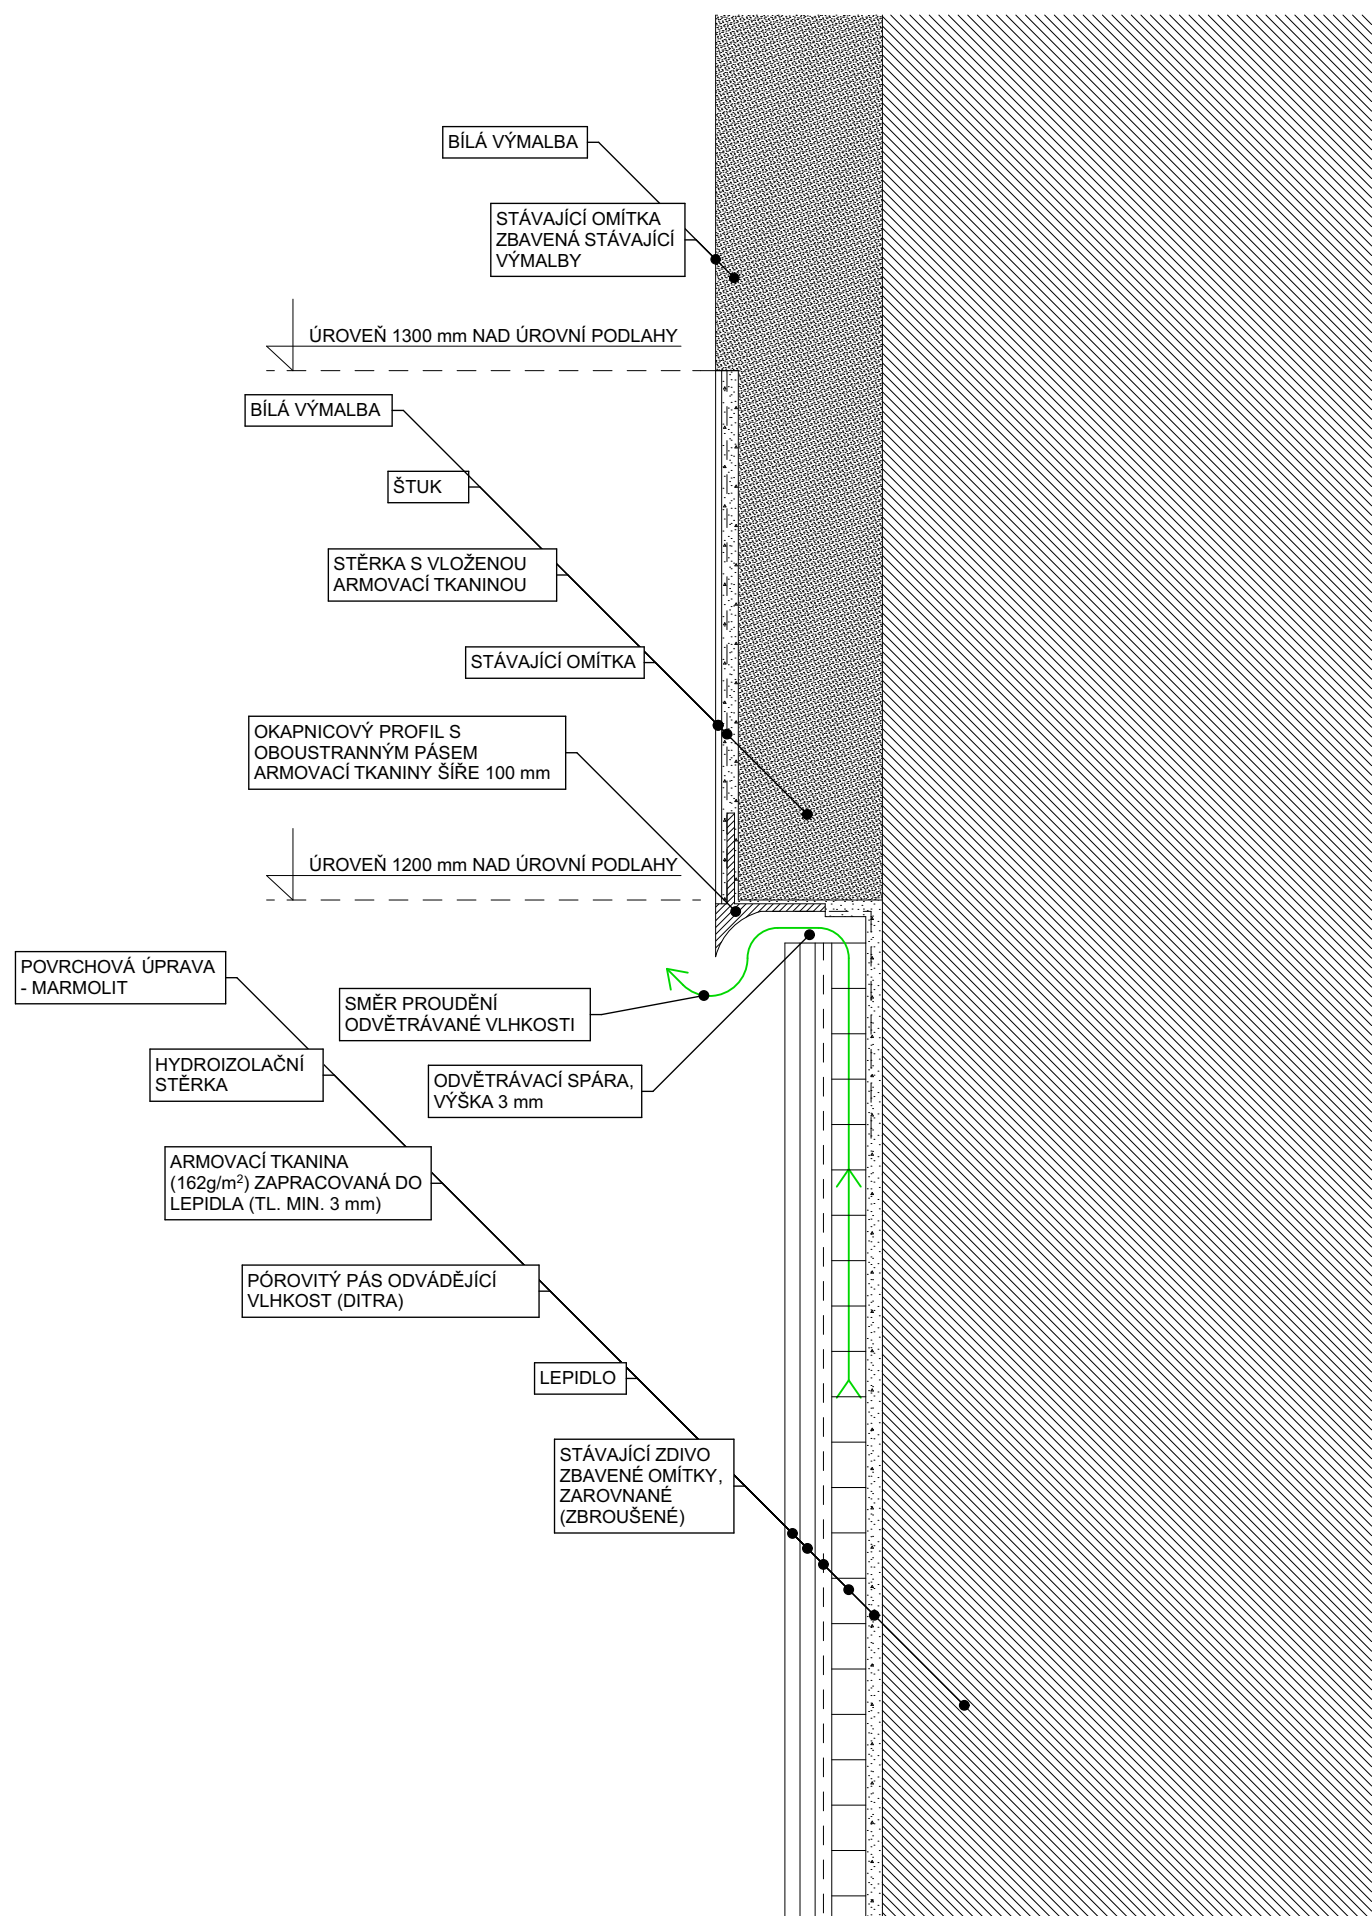 BÍLÁ VÝMALBA
STÁVAJÍCÍ OMÍTKA
ZBAVENÁ STÁVAJÍCÍ
VÝMALBY
ÚROVEŇ 1300 mm NAD ÚROVNÍ PODLAHY
BÍLÁ VÝMALBA
ŠTUK
STĚRKA S VLOŽENOU
ARMOVACÍ TKANINOU
STÁVAJÍCÍ OMÍTKA
OKAPNICOVÝ PROFIL S
OBOUSTRANNÝM PÁSEM
ARMOVACÍ TKANINY ŠÍŘE 100 mm
ÚROVEŇ 1200 mm NAD ÚROVNÍ PODLAHY
POVRCHOVÁ ÚPRAVA
- MARMOLIT
SMĚR PROUDĚNÍ
ODVĚTRÁVANÉ VLHKOSTI
HYDROIZOLAČNÍ
STĚRKA
ODVĚTRÁVACÍ SPÁRA,
VÝŠKA 3 mm
ARMOVACÍ TKANINA
(162g/m²) ZAPRACOVANÁ DO
LEPIDLA (TL. MIN. 3 mm)
PÓROVITÝ PÁS ODVÁDĚJÍCÍ
VLHKOST (DITRA)
LEPIDLO
STÁVAJÍCÍ ZDIVO
ZBAVENÉ OMÍTKY,
ZAROVNANÉ
(ZBROUŠENÉ)